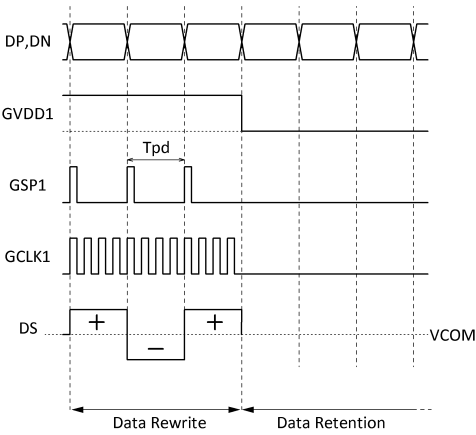 DP,DN
GVDD1
Tpd
GSP1
GCLK1
DS
+
−
+
VCOM
Data Rewrite
Data Retention